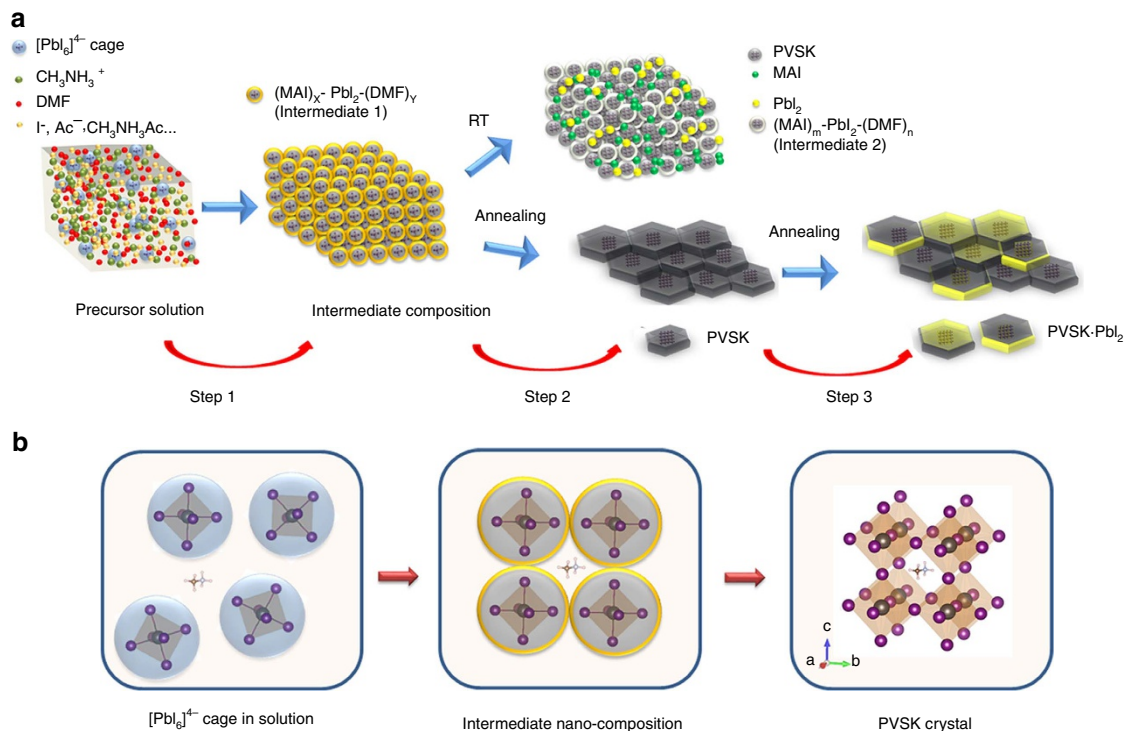 a
[PbI₆]⁴⁻ cage
CH₃NH₃⁺
DMF
I⁻, Ac⁻,CH₃NH₃Ac...
(MAI)ₓ- PbI₂-(DMF)ᵧ
(Intermediate 1)
RT
PVSK
MAI
PbI₂
(MAI)ₘ-PbI₂-(DMF)ₙ
(Intermediate 2)
Annealing
Annealing
Precursor solution
Intermediate composition
PVSK
PVSK·PbI₂
Step 1
Step 2
Step 3
b
c
a
b
[PbI₆]⁴⁻ cage in solution
Intermediate nano-composition
PVSK crystal